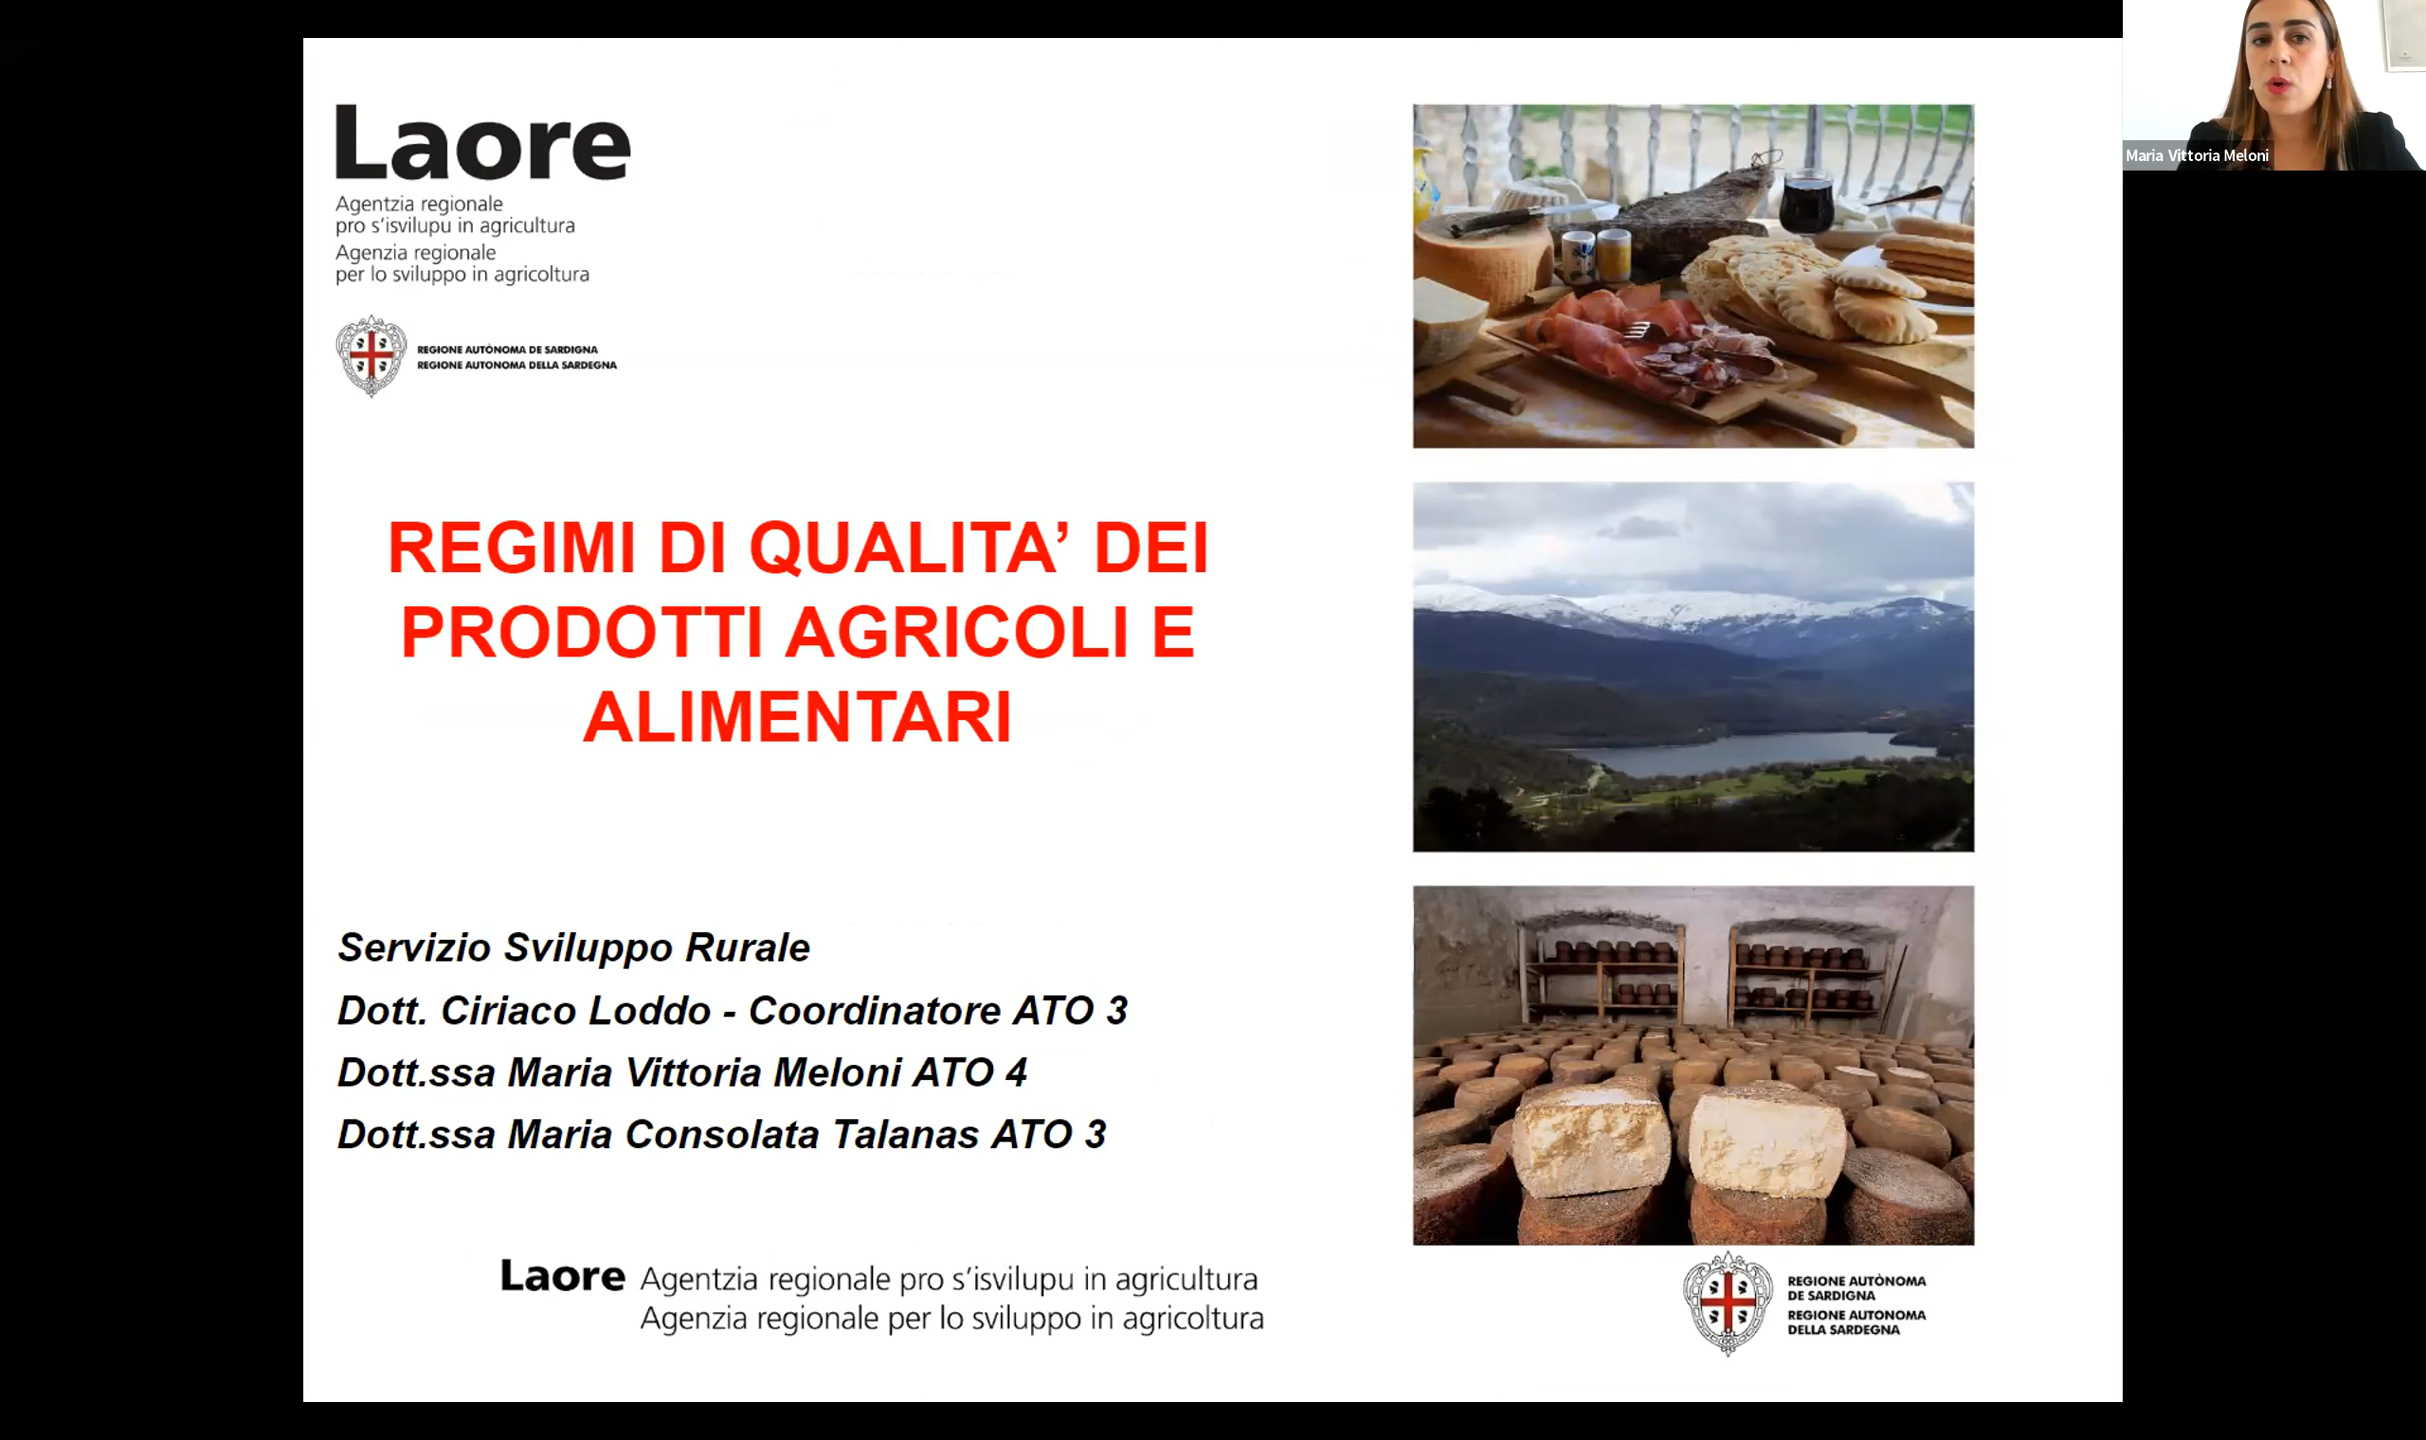 Laore
Agentzia regionale
pro s'isvilupu in agricultura
Agenzia regionale
per lo sviluppo in agricoltura
REGIONE AUTÒNOMA DE SARDIGNA
REGIONE AUTONOMA DELLA SARDEGNA
REGIMI DI QUALITA' DEI
PRODOTTI AGRICOLI E
ALIMENTARI
Servizio Sviluppo Rurale
Dott. Ciriaco Loddo - Coordinatore ATO 3
Dott.ssa Maria Vittoria Meloni ATO 4
Dott.ssa Maria Consolata Talanas ATO 3
Laore Agentzia regionale pro s'isvilupu in agricultura
Agenzia regionale per lo sviluppo in agricoltura
REGIONE AUTÒNOMA
DE SARDIGNA
REGIONE AUTONOMA
DELLA SARDEGNA
Maria Vittoria Meloni